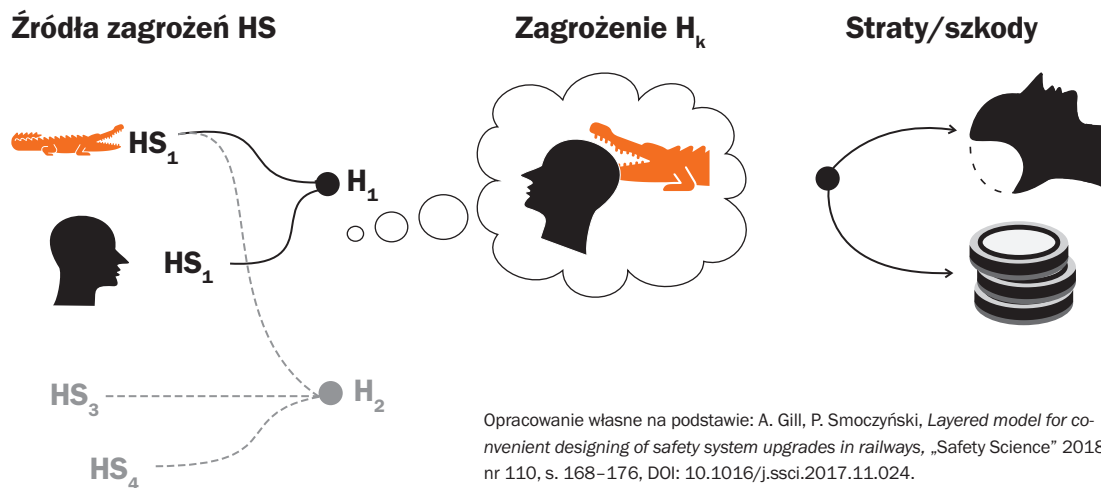 Źródła zagrożeń HS
Zagrożenie Hₖ
Straty/szkody
HS₁
H₁
HS₁
HS₃
H₂
HS₄
Opracowanie własne na podstawie: A. Gill, P. Smoczyński, Layered model for co-
nvenient designing of safety system upgrades in railways, „Safety Science” 2018
nr 110, s. 168–176, DOI: 10.1016/j.ssci.2017.11.024.